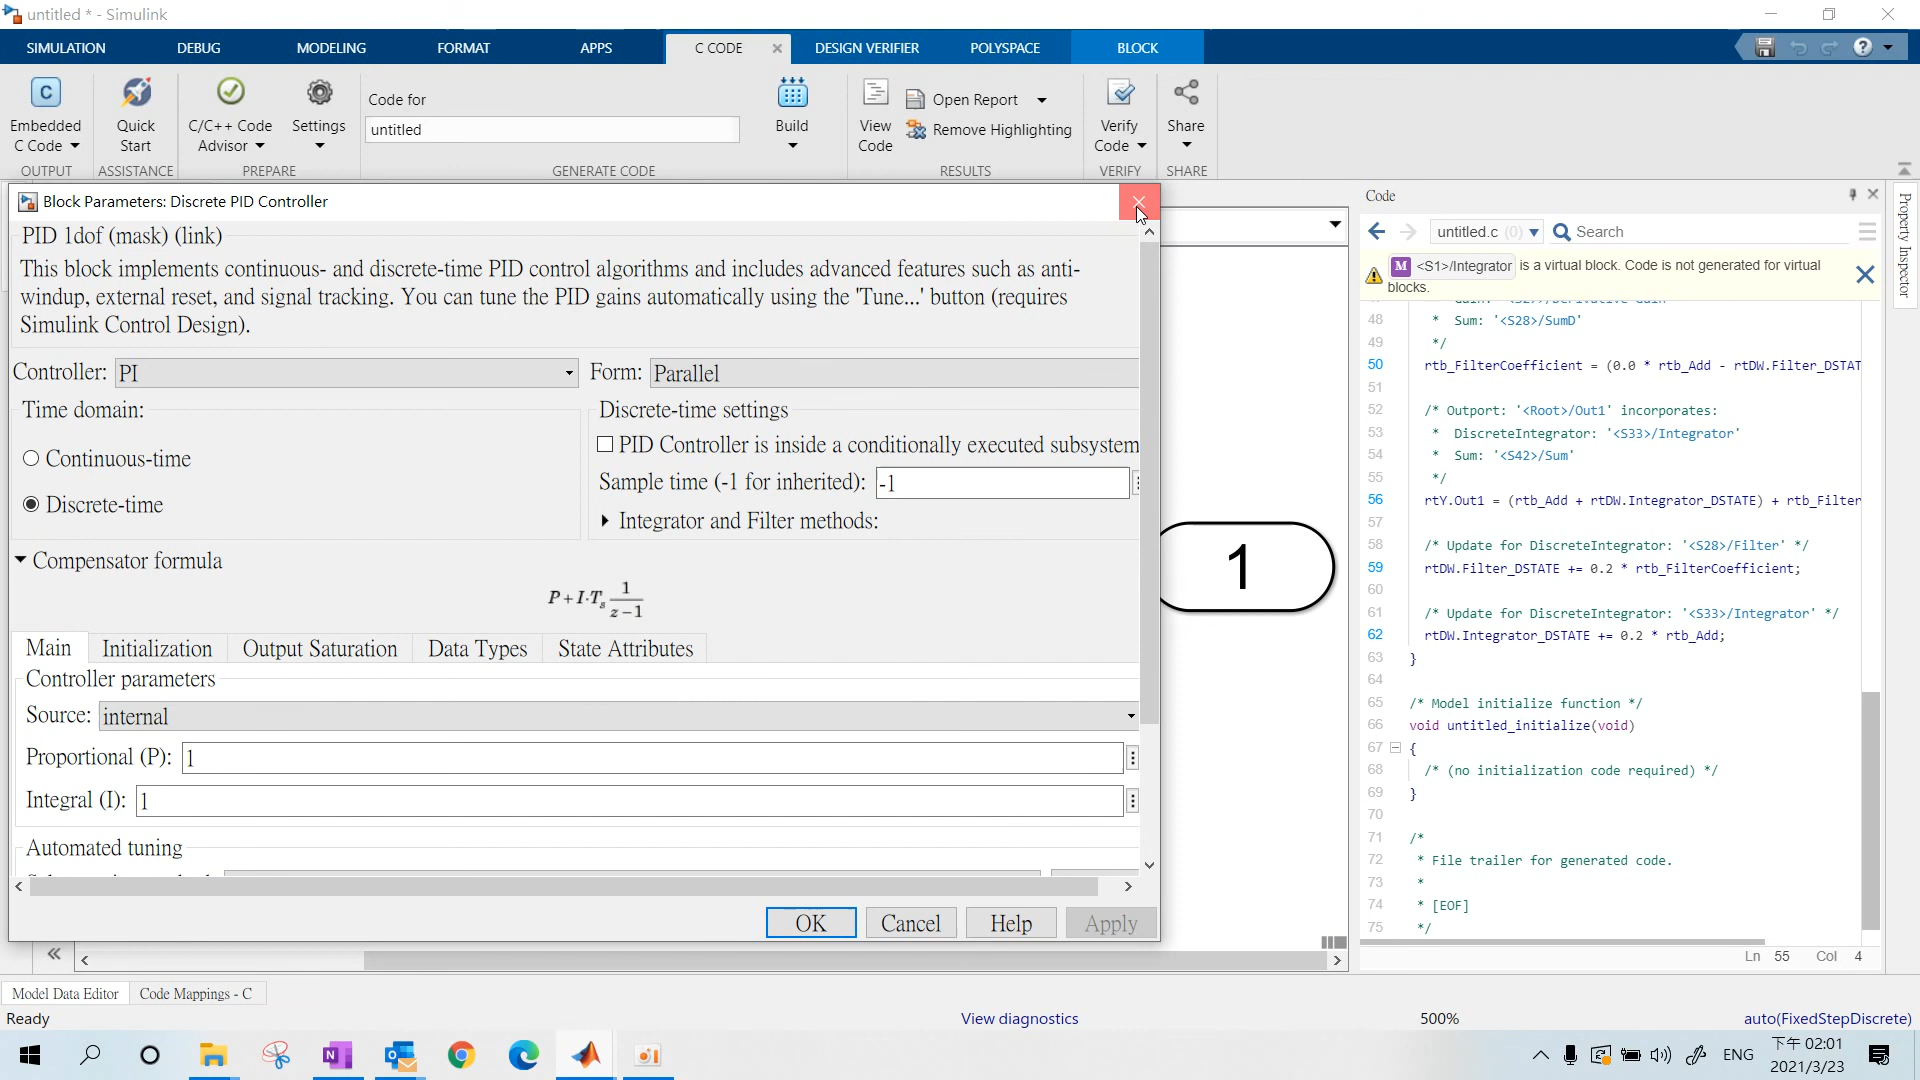 untitled * - Simulink
SIMULATION DEBUG MODELING FORMAT APPS C CODE DESIGN VERIFIER POLYSPACE BLOCK
Embedded C Code
Quick Start
C/C++ Code Advisor
Settings
Code for
untitled
Build
View Code
Open Report
Remove Highlighting
Verify Code
Share
OUTPUT ASSISTANCE PREPARE GENERATE CODE RESULTS VERIFY SHARE
Block Parameters: Discrete PID Controller
PID 1dof (mask) (link)
This block implements continuous- and discrete-time PID control algorithms and includes advanced features such as anti-
windup, external reset, and signal tracking. You can tune the PID gains automatically using the 'Tune...' button (requires
Simulink Control Design).
Controller: PI Form: Parallel
Time domain: Discrete-time settings
Continuous-time
Discrete-time
PID Controller is inside a conditionally executed subsystem
Sample time (-1 for inherited): -1
Integrator and Filter methods:
Compensator formula
P+I·Ts 1/(z−1)
Main Initialization Output Saturation Data Types State Attributes
Controller parameters
Source: internal
Proportional (P): 1
Integral (I): 1
Automated tuning
OK Cancel Help Apply
1
Code
untitled.c (0) Search
M <S1>/Integrator is a virtual block. Code is not generated for virtual
blocks.
48 * Sum: '<S28>/SumD'
49 */
50 rtb_FilterCoefficient = (0.0 * rtb_Add - rtDW.Filter_DSTAT
51
52 /* Outport: '<Root>/Out1' incorporates:
53 * DiscreteIntegrator: '<S33>/Integrator'
54 * Sum: '<S42>/Sum'
55 */
56 rtY.Out1 = (rtb_Add + rtDW.Integrator_DSTATE) + rtb_Filter
57
58 /* Update for DiscreteIntegrator: '<S28>/Filter' */
59 rtDW.Filter_DSTATE += 0.2 * rtb_FilterCoefficient;
60
61 /* Update for DiscreteIntegrator: '<S33>/Integrator' */
62 rtDW.Integrator_DSTATE += 0.2 * rtb_Add;
63 }
64
65 /* Model initialize function */
66 void untitled_initialize(void)
67 {
68 /* (no initialization code required) */
69 }
70
71 /*
72 * File trailer for generated code.
73 *
74 * [EOF]
75 */
Ln 55 Col 4
Property Inspector
Model Data Editor Code Mappings - C
Ready View diagnostics 500% auto(FixedStepDiscrete)
ENG 下午 02:01
2021/3/23